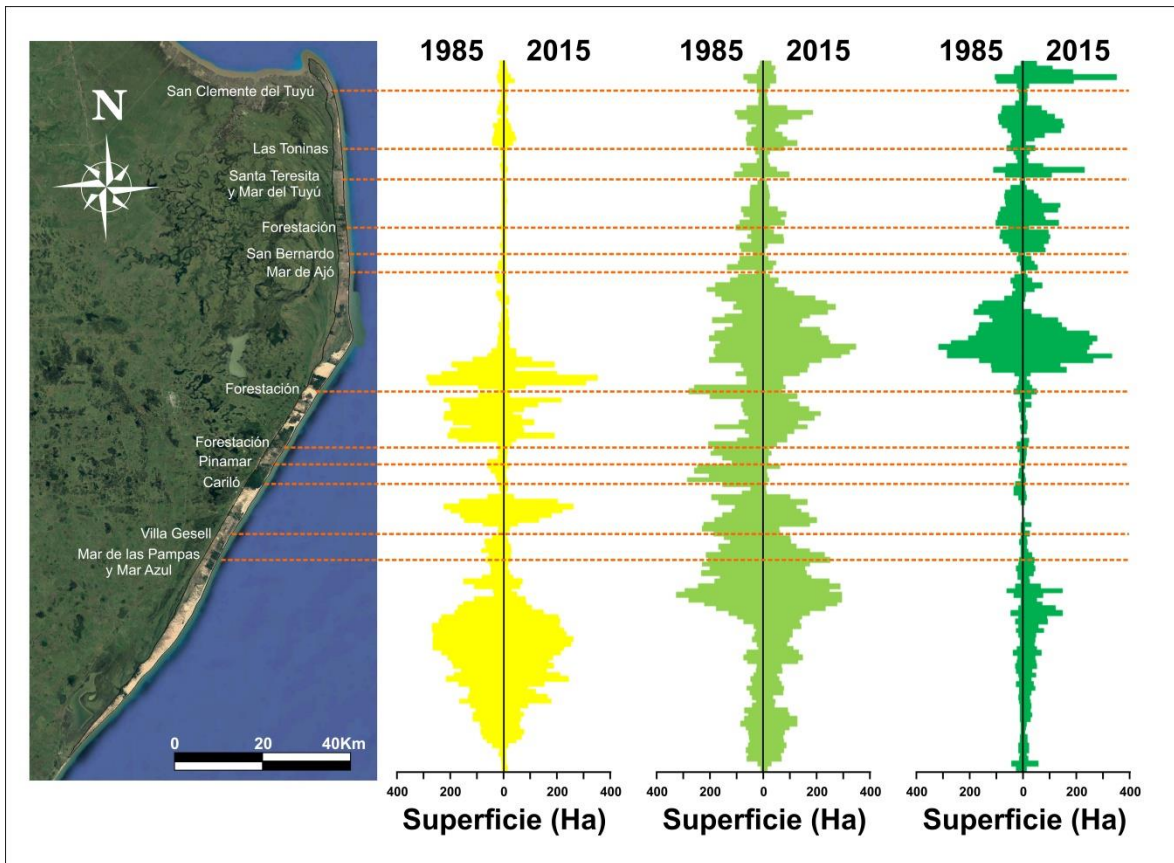 1985 2015
1985 2015
1985 2015
N
San Clemente del Tuyú
Las Toninas
Santa Teresita
y Mar del Tuyú
Forestación
San Bernardo
Mar de Ajó
Forestación
Forestación
Pinamar
Cariló
Villa Gesell
Mar de las Pampas
y Mar Azul
0 20 40Km
400 200 0 200 400
400 200 0 200 400
400 200 0 200 400
Superficie (Ha)
Superficie (Ha)
Superficie (Ha)